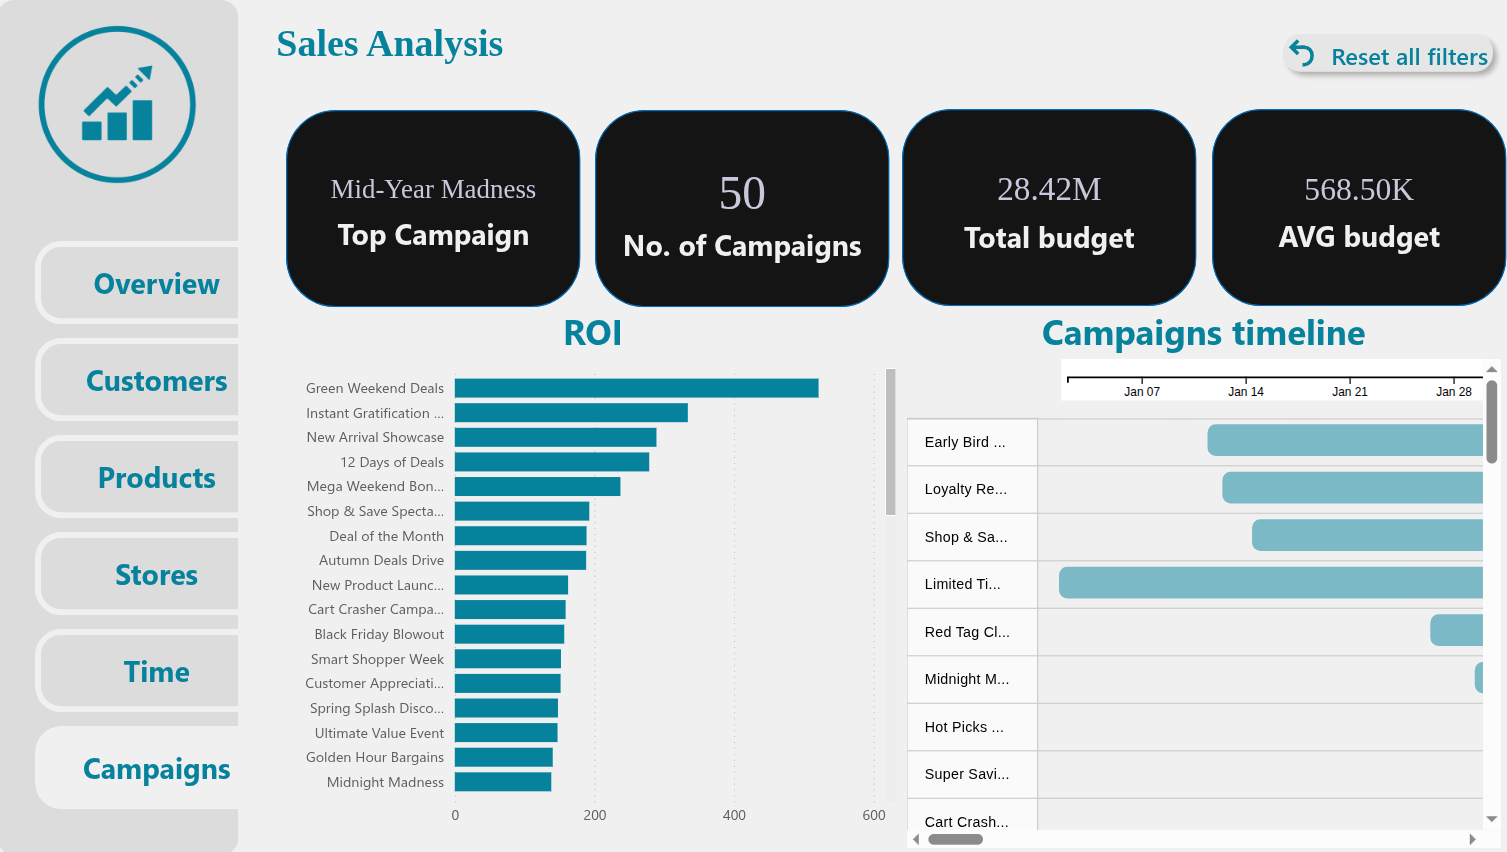 Sales Analysis
Reset all filters
Mid-Year Madness
Top Campaign
50
No. of Campaigns
28.42M
Total budget
568.50K
AVG budget
Overview
Customers
Products
Stores
Time
Campaigns
ROI
Green Weekend Deals
Instant Gratification ...
New Arrival Showcase
12 Days of Deals
Mega Weekend Bon...
Shop & Save Specta...
Deal of the Month
Autumn Deals Drive
New Product Launc...
Cart Crasher Campa...
Black Friday Blowout
Smart Shopper Week
Customer Appreciati...
Spring Splash Disco...
Ultimate Value Event
Golden Hour Bargains
Midnight Madness
0 200 400 600
Campaigns timeline
Jan 07 Jan 14 Jan 21 Jan 28
Early Bird ...
Loyalty Re...
Shop & Sa...
Limited Ti...
Red Tag Cl...
Midnight M...
Hot Picks ...
Super Savi...
Cart Crash...